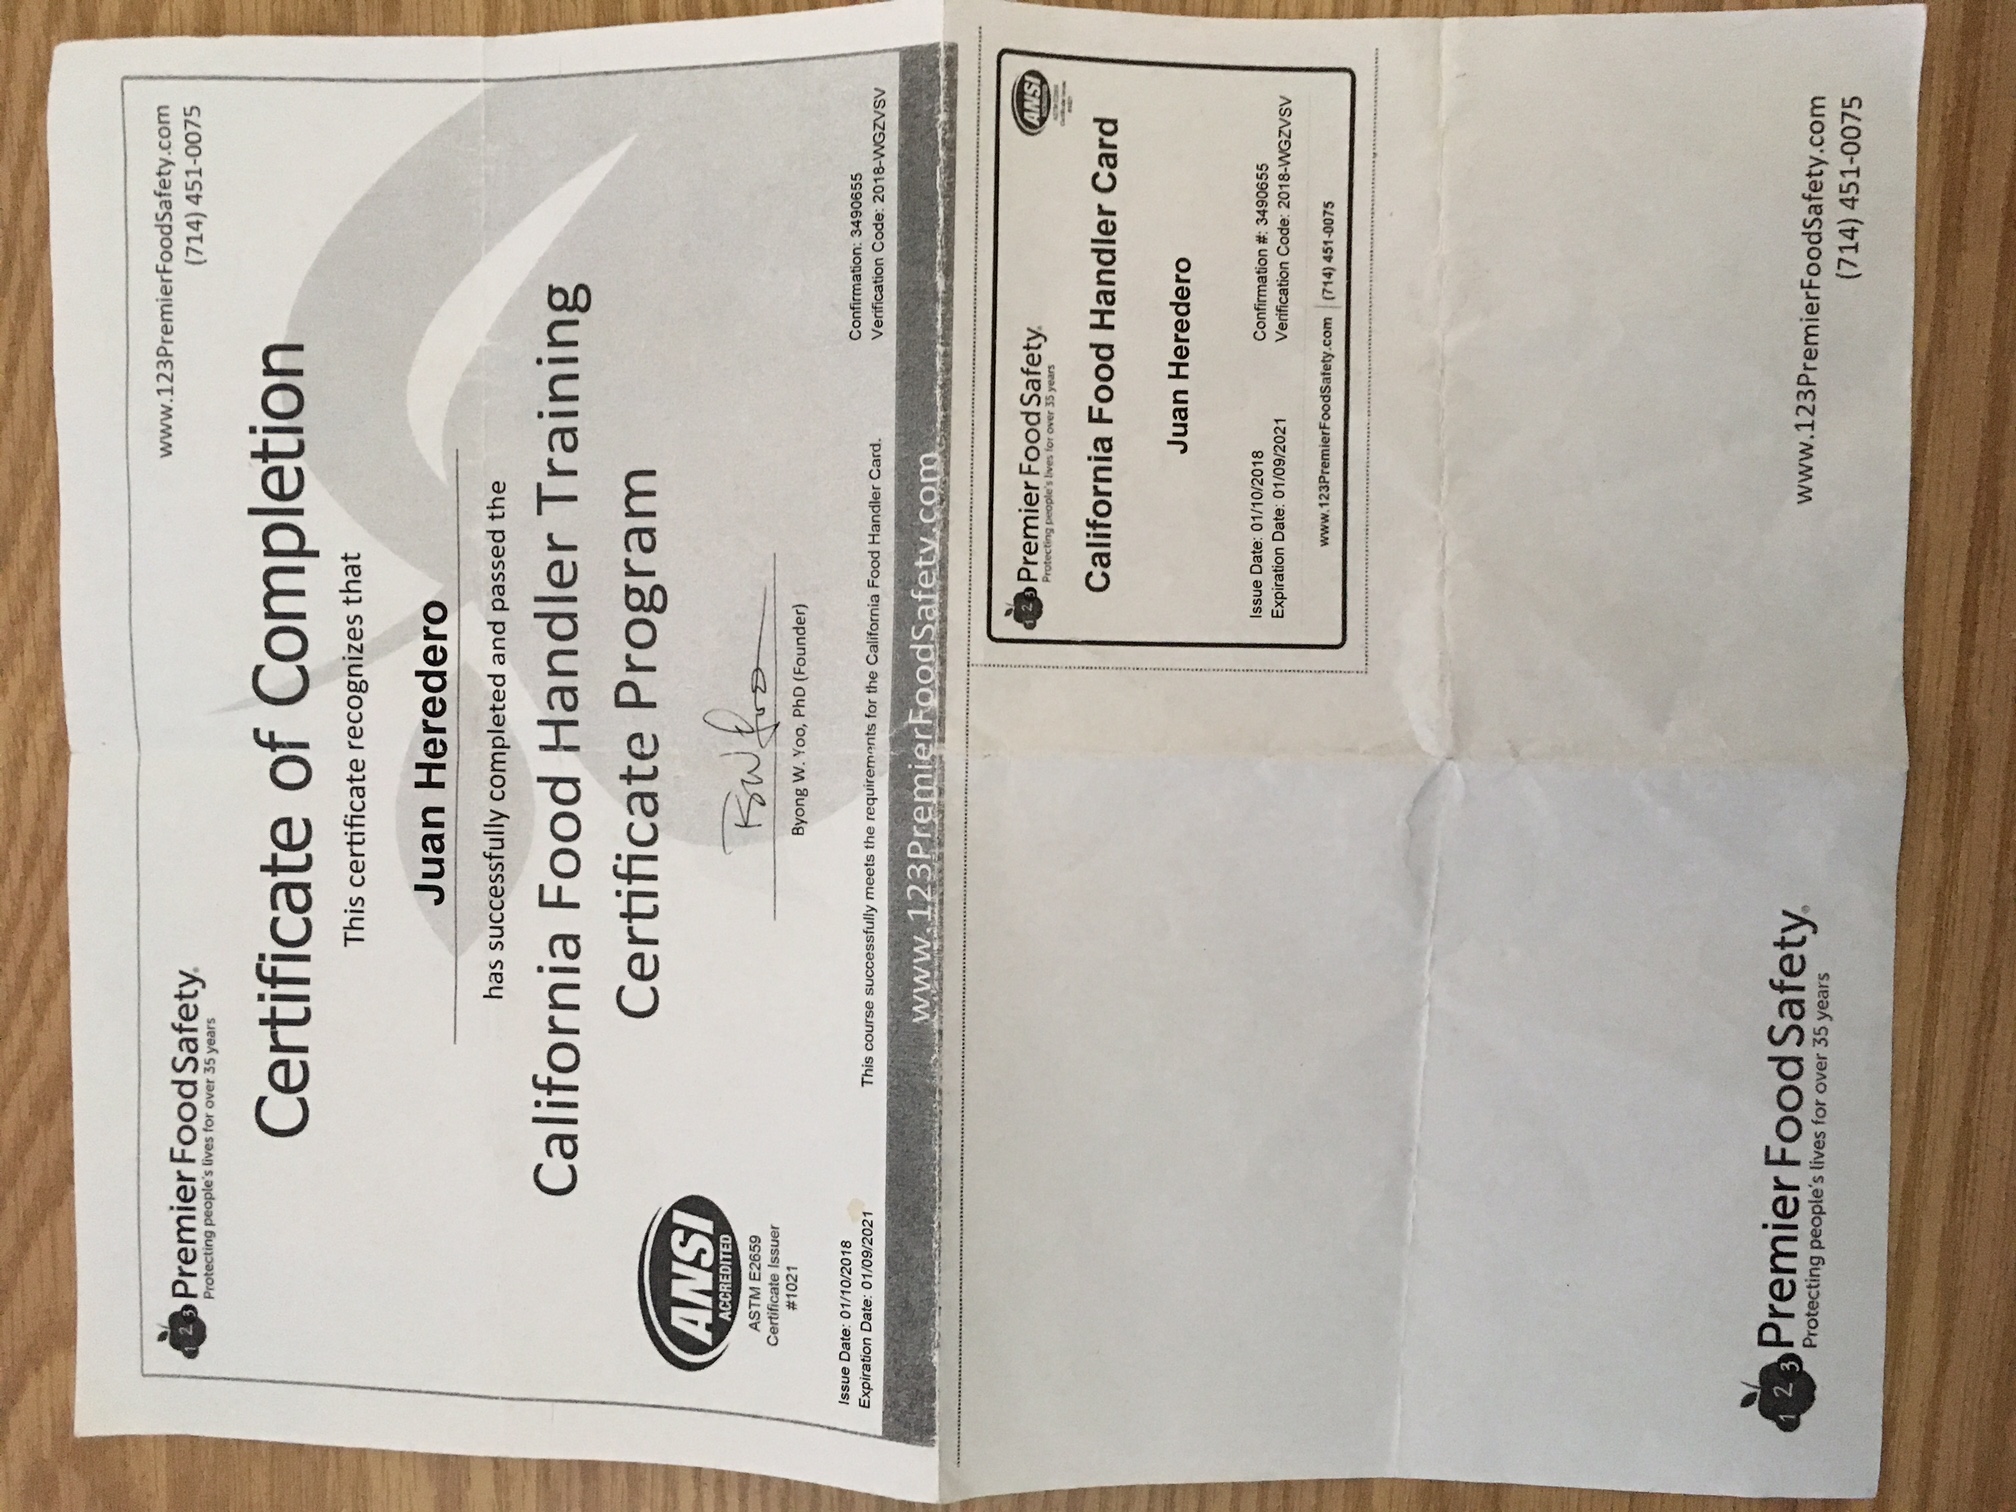 123 Premier Food Safety®
Protecting people's lives for over 35 years
www.123PremierFoodSafety.com
(714) 451-0075
Certificate of Completion
This certificate recognizes that
Juan Heredero
has successfully completed and passed the
California Food Handler Training
Certificate Program
ANSI
ACCREDITED
ASTM E2659
Certificate Issuer
#1021
Byong W. Yoo, PhD (Founder)
Issue Date: 01/10/2018
Expiration Date: 01/09/2021
This course successfully meets the requirements for the California Food Handler Card.
Confirmation: 3490655
Verification Code: 2018-WGZVSV
www.123PremierFoodSafety.com
123 Premier Food Safety®
Protecting people's lives for over 35 years
ANSI
California Food Handler Card
Juan Heredero
Issue Date: 01/10/2018
Expiration Date: 01/09/2021
Confirmation #: 3490655
Verification Code: 2018-WGZVSV
www.123PremierFoodSafety.com | (714) 451-0075
123 Premier Food Safety®
Protecting people's lives for over 35 years
www.123PremierFoodSafety.com
(714) 451-0075